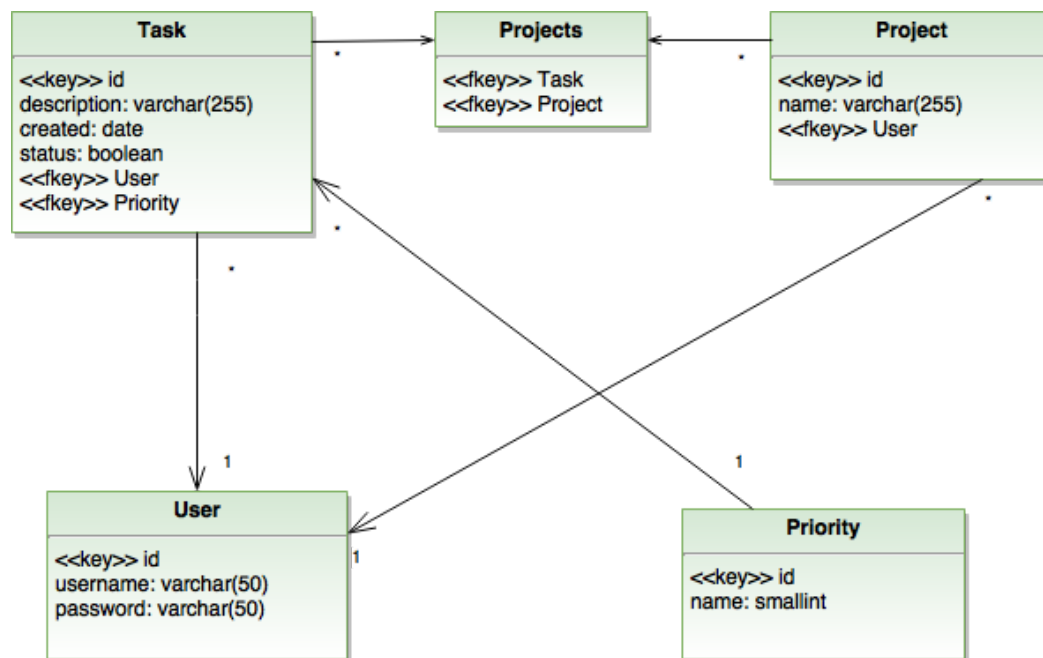 Task
<<key>> id
description: varchar(255)
created: date
status: boolean
<<fkey>> User
<<fkey>> Priority
*
Projects
<<fkey>> Task
<<fkey>> Project
*
Project
<<key>> id
name: varchar(255)
<<fkey>> User
*
*
*
1
1
1
User
<<key>> id
username: varchar(50)
password: varchar(50)
Priority
<<key>> id
name: smallint